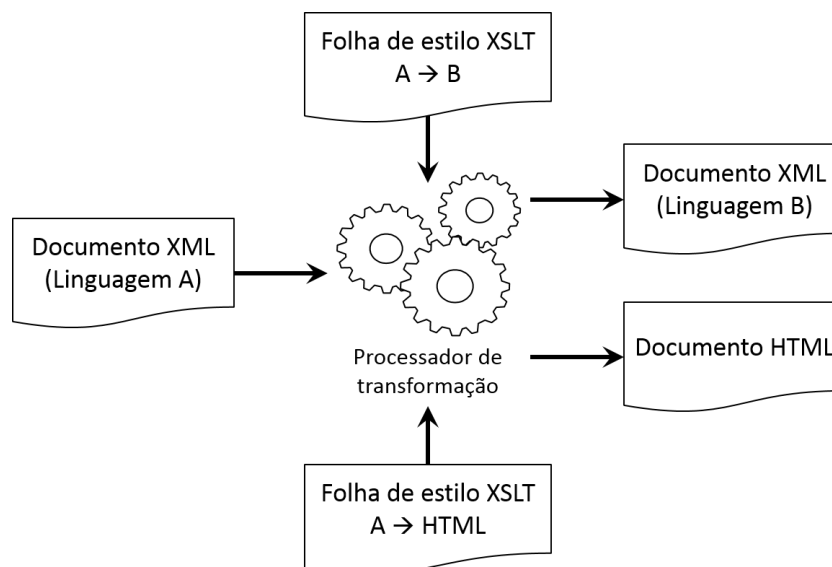 Folha de estilo XSLT
A → B
Documento XML
(Linguagem B)
Documento XML
(Linguagem A)
Documento HTML
Processador de
transformação
Folha de estilo XSLT
A → HTML